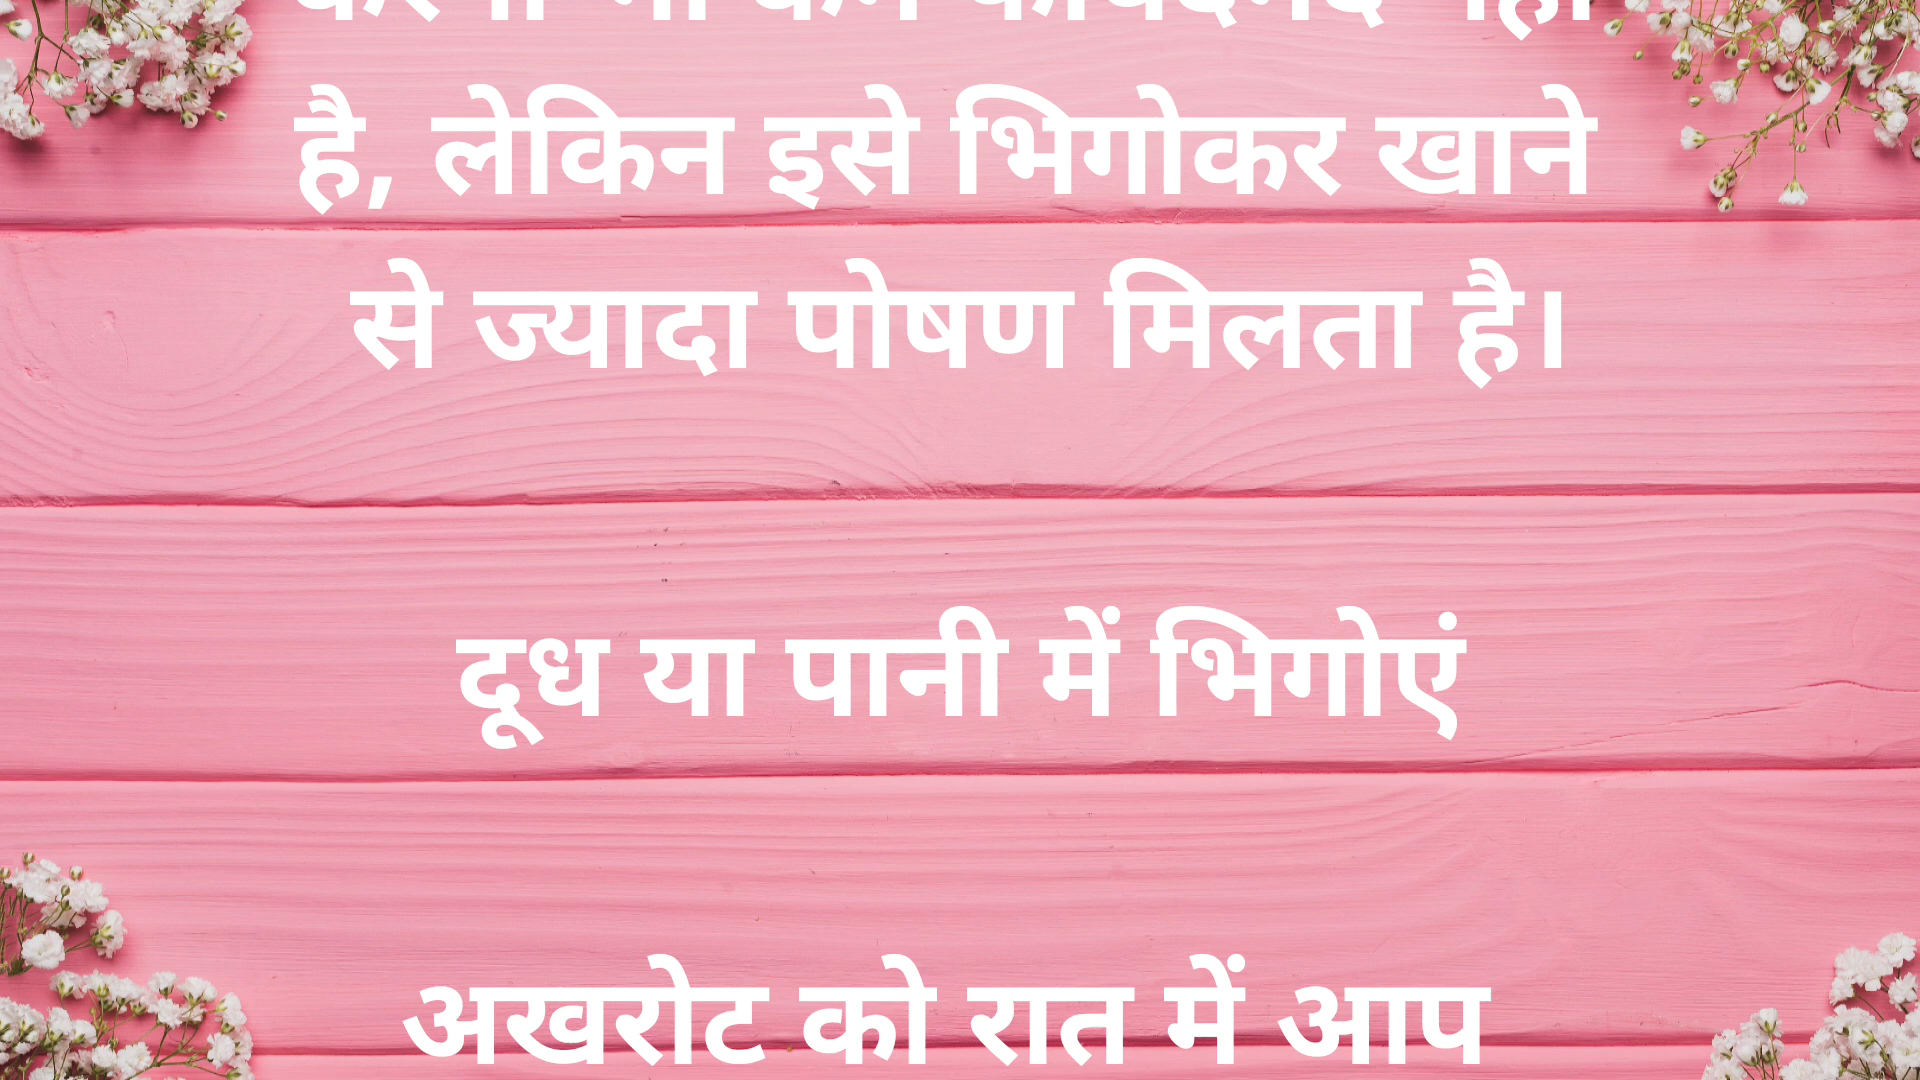 है, लेकिन इसे भिगोकर खाने
से ज्यादा पोषण मिलता है।
दूध या पानी में भिगोएं
अखरोट को रात में आप